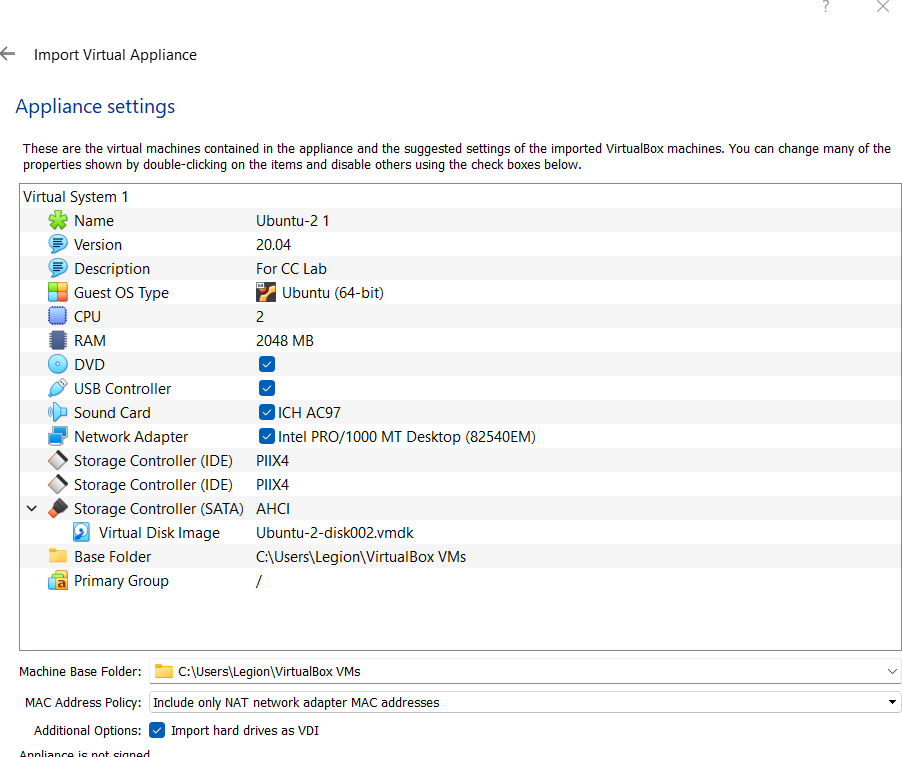 ?
Import Virtual Appliance
Appliance settings
These are the virtual machines contained in the appliance and the suggested settings of the imported VirtualBox machines. You can change many of the
properties shown by double-clicking on the items and disable others using the check boxes below.
Virtual System 1
Name Ubuntu-2 1
Version 20.04
Description For CC Lab
Guest OS Type 64 Ubuntu (64-bit)
CPU 2
RAM 2048 MB
DVD
USB Controller
Sound Card ICH AC97
Network Adapter Intel PRO/1000 MT Desktop (82540EM)
Storage Controller (IDE) PIIX4
Storage Controller (IDE) PIIX4
Storage Controller (SATA) AHCI
Virtual Disk Image Ubuntu-2-disk002.vmdk
Base Folder C:\Users\Legion\VirtualBox VMs
a Primary Group /
Machine Base Folder: C:\Users\Legion\VirtualBox VMs
MAC Address Policy: Include only NAT network adapter MAC addresses
Additional Options: Import hard drives as VDI
Appliance is not signed